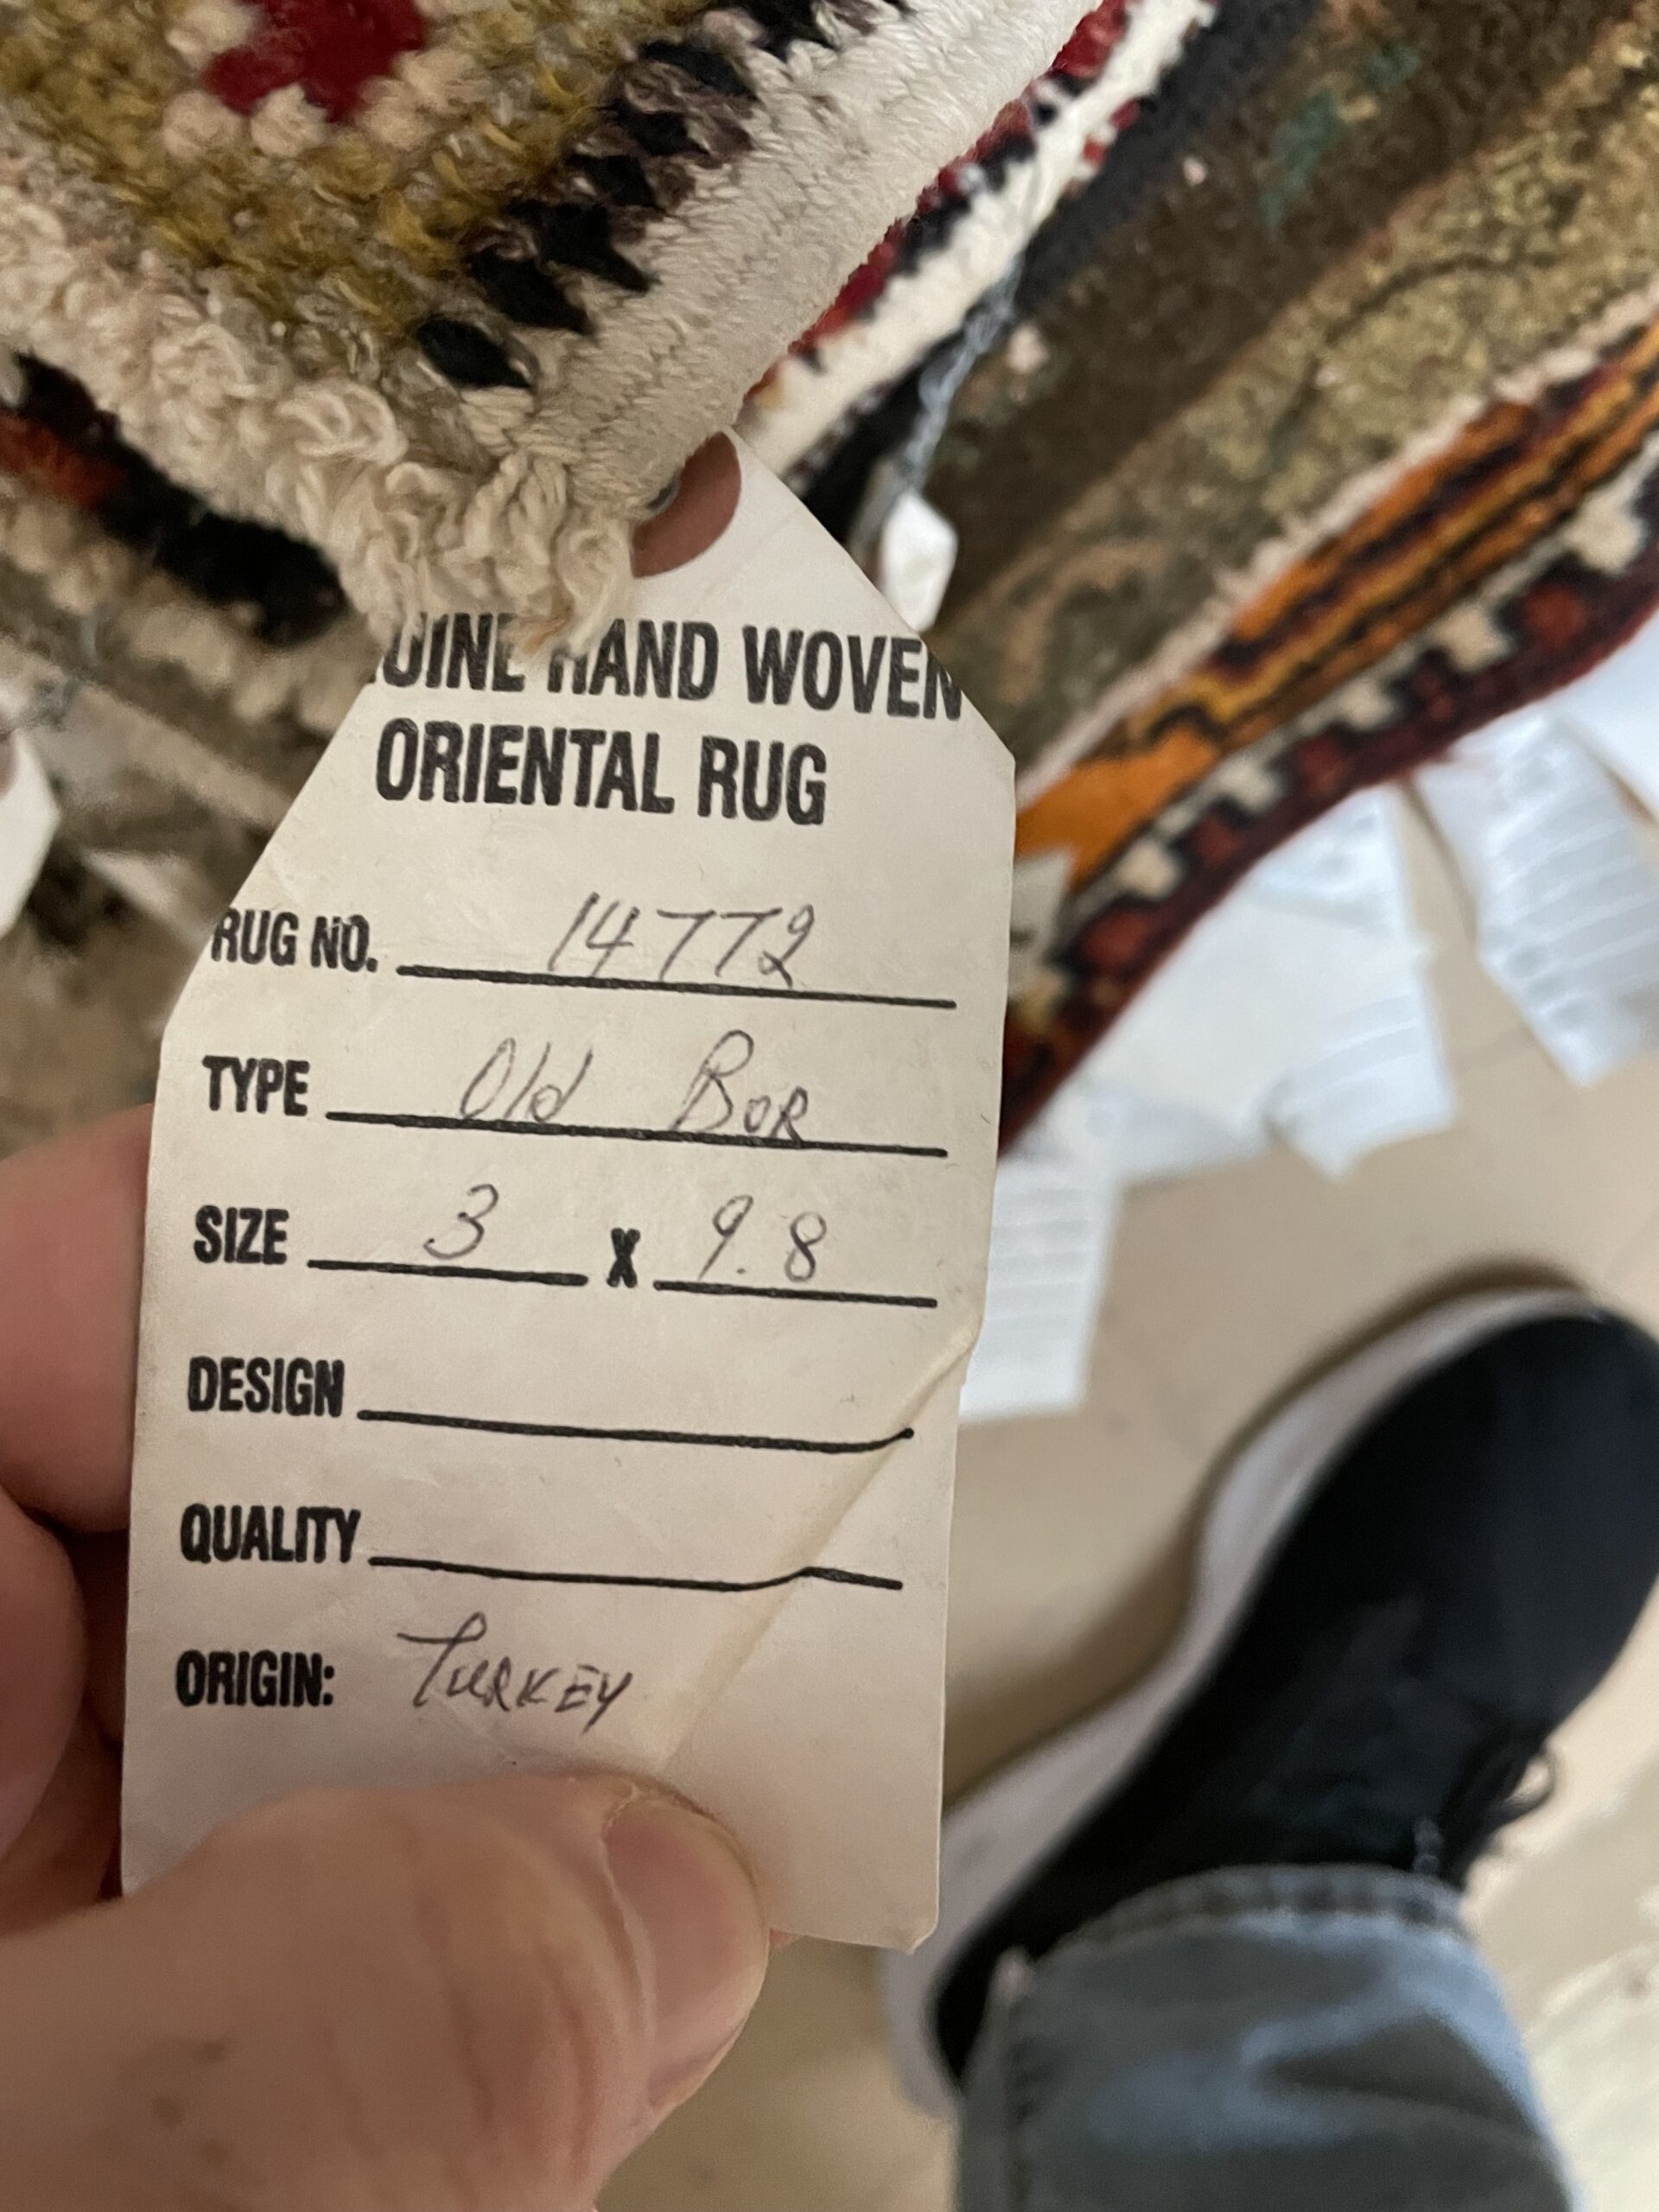 HAND WOVEN
ORIENTAL RUG
RUG NO. 14772
TYPE Old BOR
SIZE 3 X 9.8
DESIGN
QUALITY
ORIGIN: TURKEY